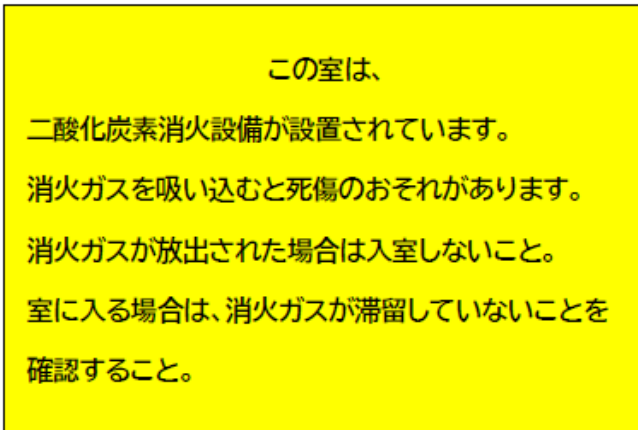 この室は、
二酸化炭素消火設備が設置されています。
消火ガスを吸い込むと死傷のおそれがあります。
消火ガスが放出された場合は入室しないこと。
室に入る場合は、消火ガスが滞留していないことを
確認すること。